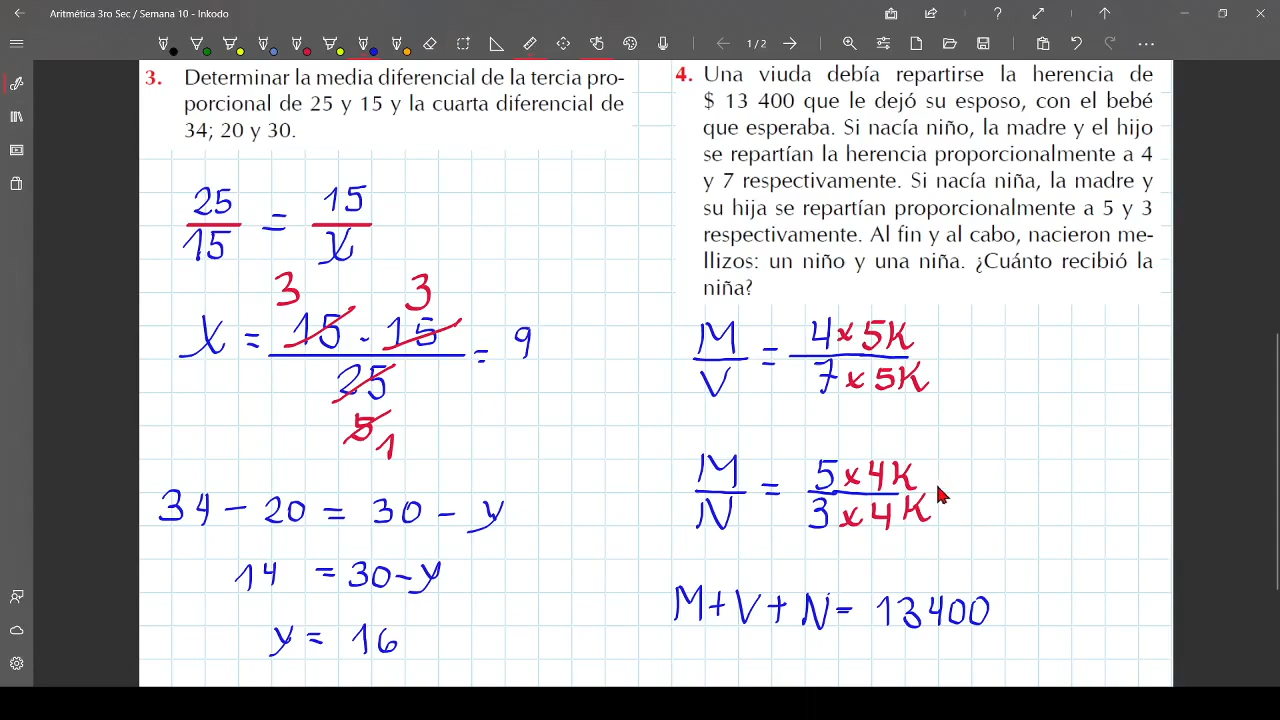 Aritmética 3ro Sec / Semana 10 - Inkodo
1/2
3. Determinar la media diferencial de la tercia pro-
porcional de 25 y 15 y la cuarta diferencial de
34; 20 y 30.
25/15 = 15/X
3 3
X = 15 · 15 / 25 = 9
5 1
34 - 20 = 30 - y
14 = 30 - y
y = 16
4. Una viuda debía repartirse la herencia de
$ 13 400 que le dejó su esposo, con el bebé
que esperaba. Si nacía niño, la madre y el hijo
se repartían la herencia proporcionalmente a 4
y 7 respectivamente. Si nacía niña, la madre y
su hija se repartían proporcionalmente a 5 y 3
respectivamente. Al fin y al cabo, nacieron me-
llizos: un niño y una niña. ¿Cuánto recibió la
niña?
M/V = 4 x 5K / 7 x 5K
M/N = 5 x 4K / 3 x 4K
M + V + N = 13400